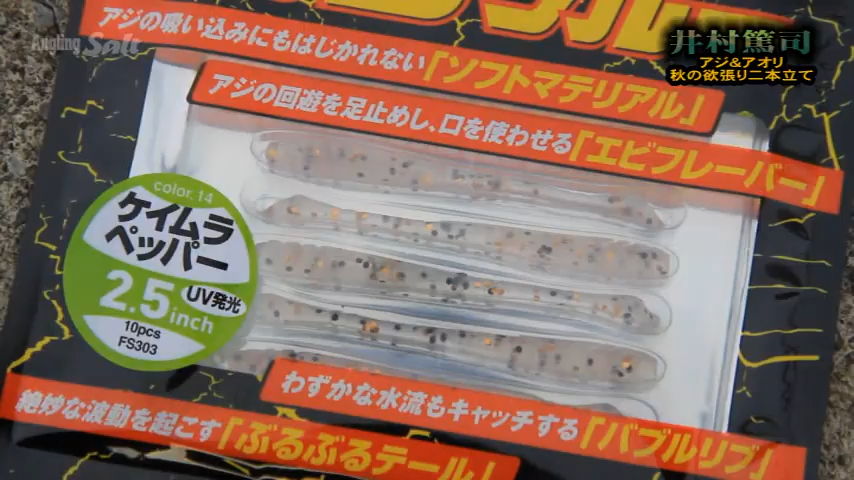 Angling Salt
井村篤司
アジ&アオリ
秋の欲張り二本立て
アジの吸い込みにもはじかれない「ソフトマテリアル」
アジの回遊を足止めし、口を使わせる「エビフレーバー」
color.14
ケイムラ
ペッパー
2.5inch
UV発光
10pcs
FS303
わずかな水流もキャッチする「バブルリブ」
絶妙な波動を起こす「ぶるぶるテール」